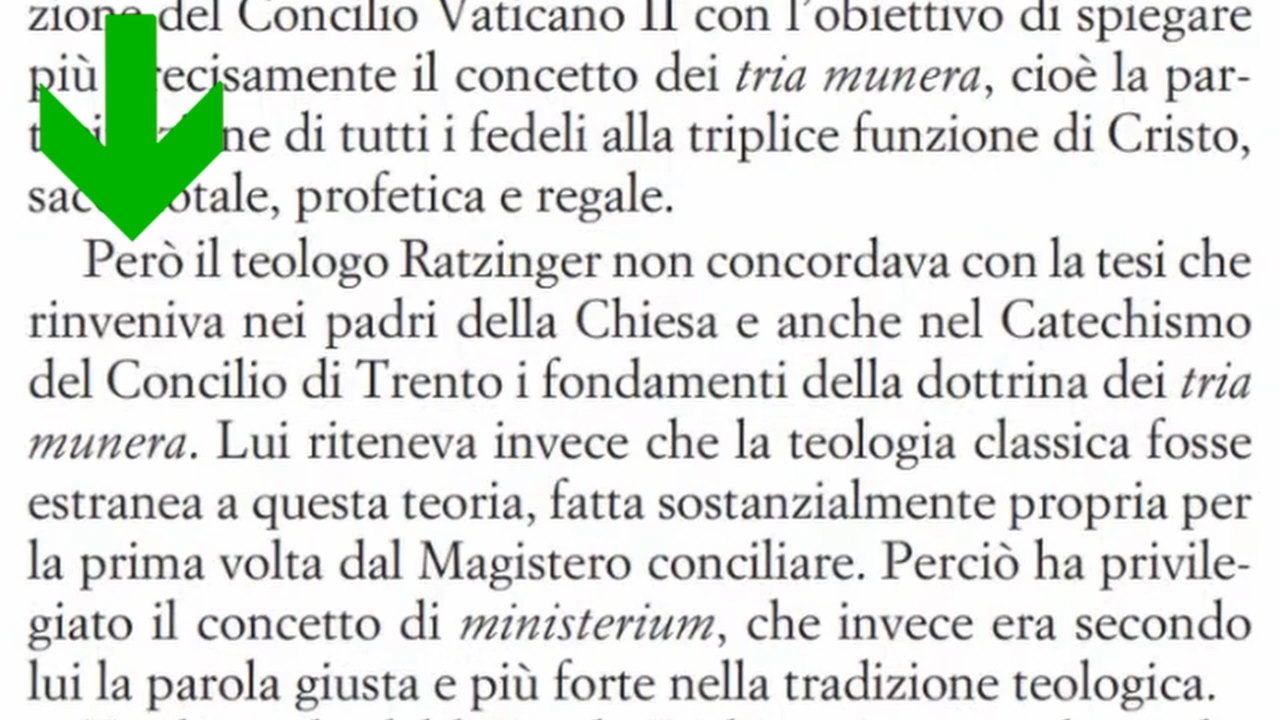 del Concilio Vaticano II con l'obiettivo di spiegare
più precisamente il concetto dei tria munera, cioè la par-
di tutti i fedeli alla triplice funzione di Cristo,
profetica e regale.
Però il teologo Ratzinger non concordava con la tesi che
rinveniva nei padri della Chiesa e anche nel Catechismo
del Concilio di Trento i fondamenti della dottrina dei tria
munera. Lui riteneva invece che la teologia classica fosse
estranea a questa teoria, fatta sostanzialmente propria per
la prima volta dal Magistero conciliare. Perciò ha privile-
giato il concetto di ministerium, che invece era secondo
lui la parola giusta e più forte nella tradizione teologica.